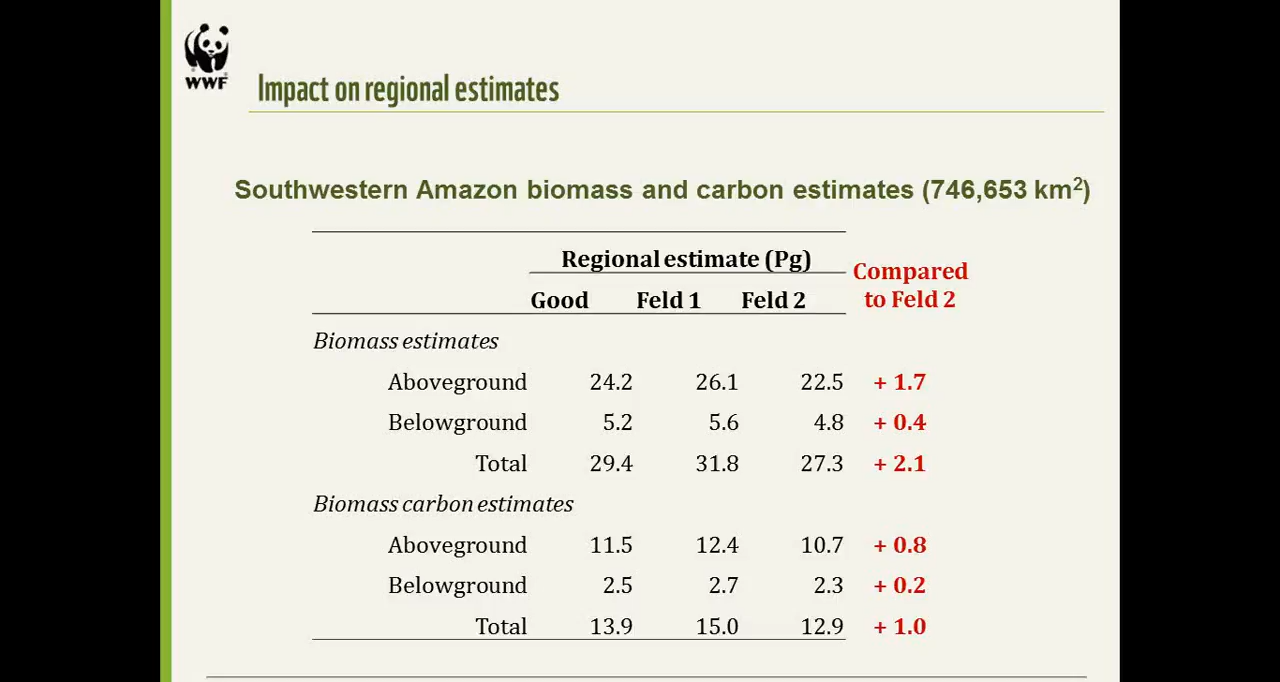 WWF
Impact on regional estimates
Southwestern Amazon biomass and carbon estimates (746,653 km²)
Regional estimate (Pg)
Compared
to Feld 2
Good Feld 1 Feld 2
Biomass estimates
Aboveground 24.2 26.1 22.5 + 1.7
Belowground 5.2 5.6 4.8 + 0.4
Total 29.4 31.8 27.3 + 2.1
Biomass carbon estimates
Aboveground 11.5 12.4 10.7 + 0.8
Belowground 2.5 2.7 2.3 + 0.2
Total 13.9 15.0 12.9 + 1.0